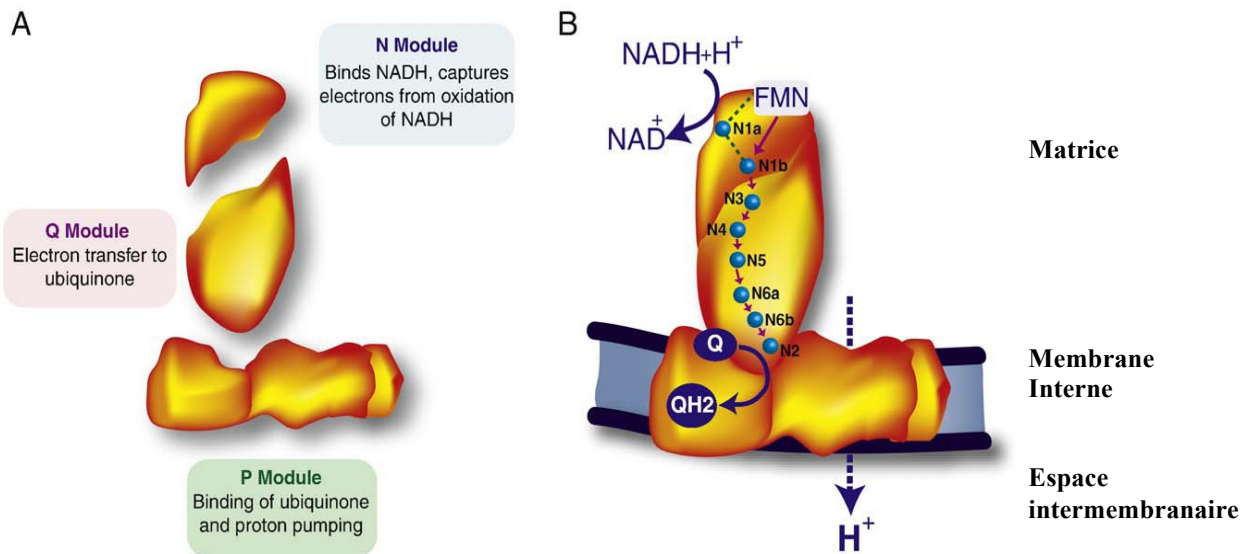 A
N Module
Binds NADH, captures
electrons from oxidation
of NADH
Q Module
Electron transfer to
ubiquinone
P Module
Binding of ubiquinone
and proton pumping
B
NADH+H+
NAD+
FMN
N1a
N1b
N3
N4
N5
N6a
N6b
N2
Q
QH2
H+
Matrice
Membrane
Interne
Espace
intermembranaire